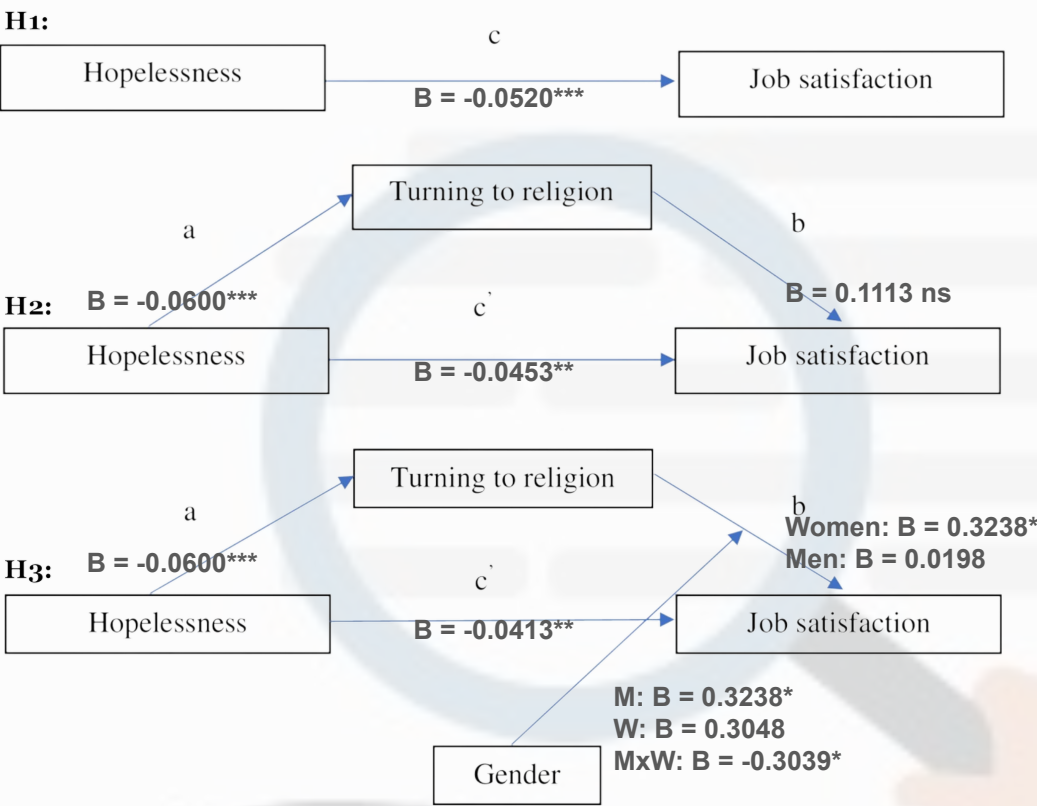 H1:
c
Hopelessness
Job satisfaction
B = -0.0520***
Turning to religion
a
b
H2:
B = -0.0600***
B = 0.1113 ns
c`
Hopelessness
Job satisfaction
B = -0.0453**
Turning to religion
a
b
Women: B = 0.3238*
Men: B = 0.0198
H3:
B = -0.0600***
c`
Hopelessness
Job satisfaction
B = -0.0413**
M: B = 0.3238*
W: B = 0.3048
MxW: B = -0.3039*
Gender